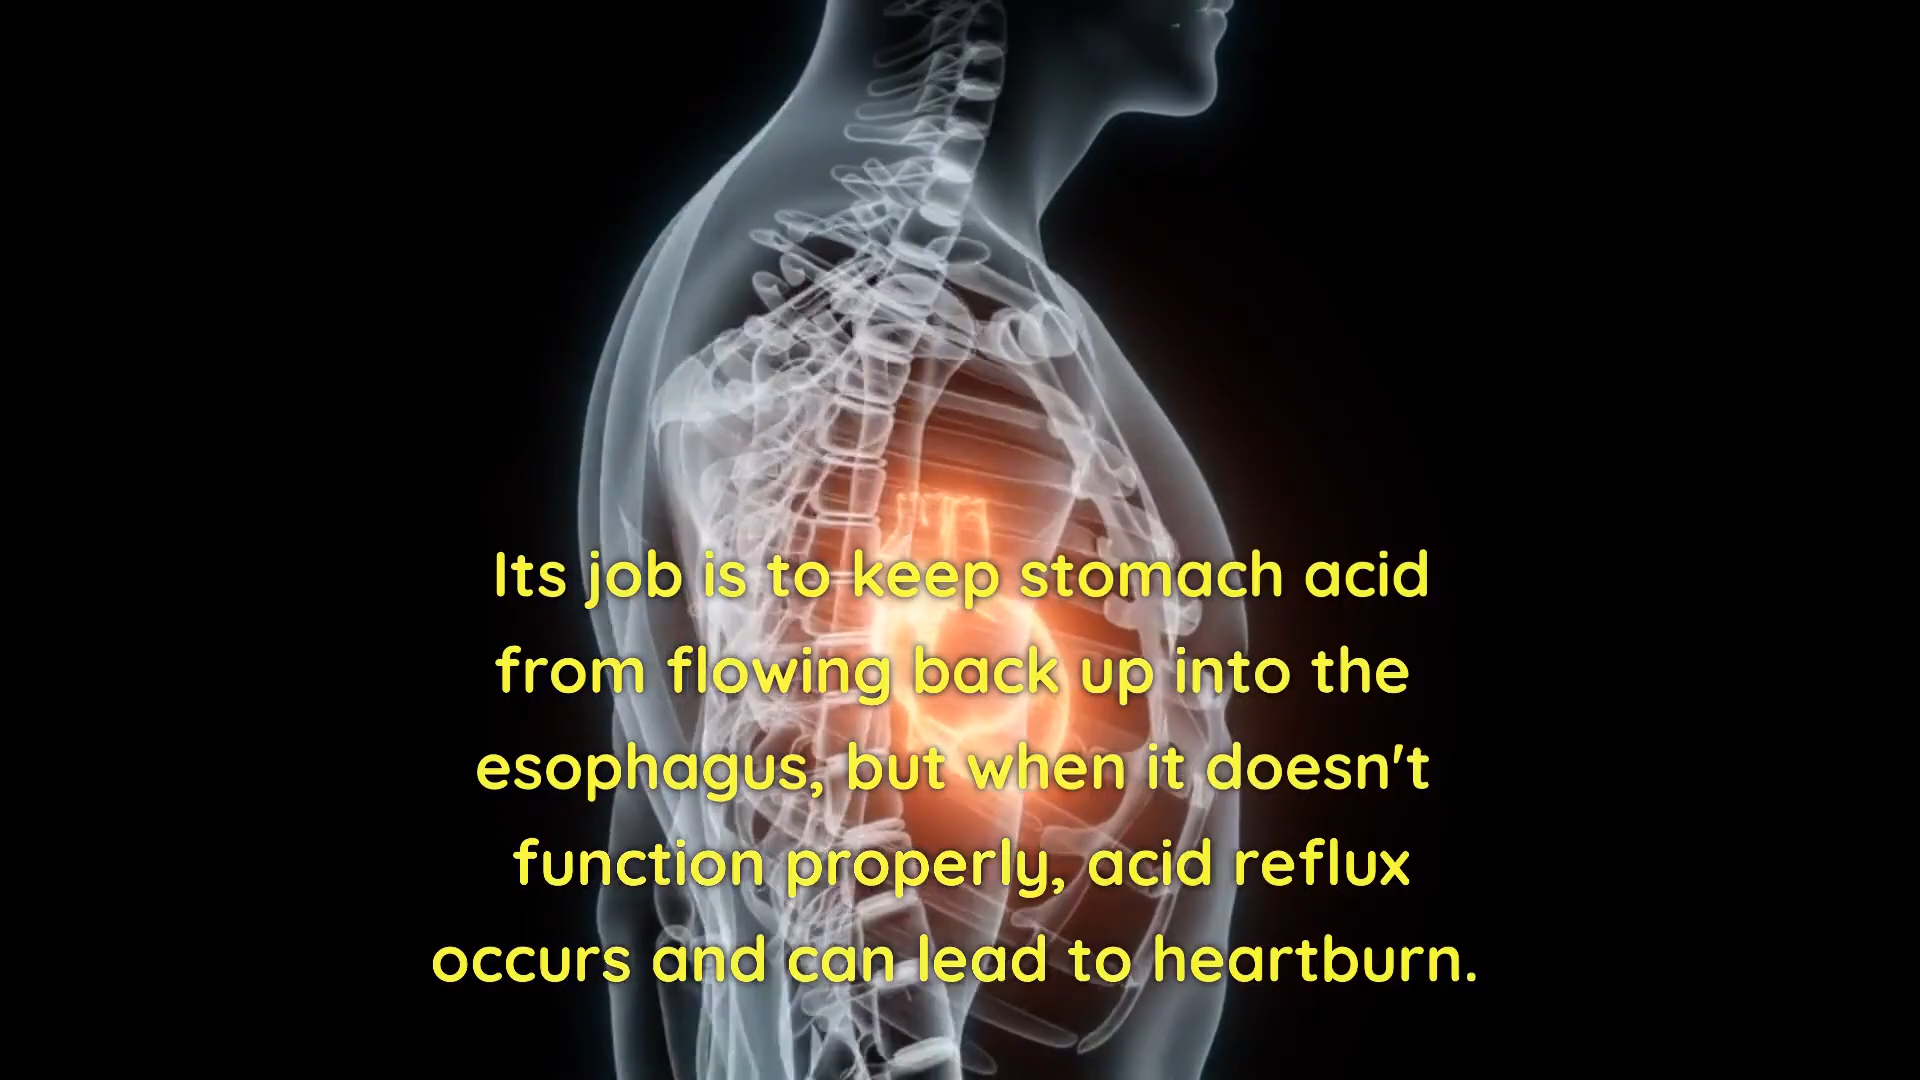 Its job is to keep stomach acid
from flowing back up into the
esophagus, but when it doesn't
function properly, acid reflux
occurs and can lead to heartburn.